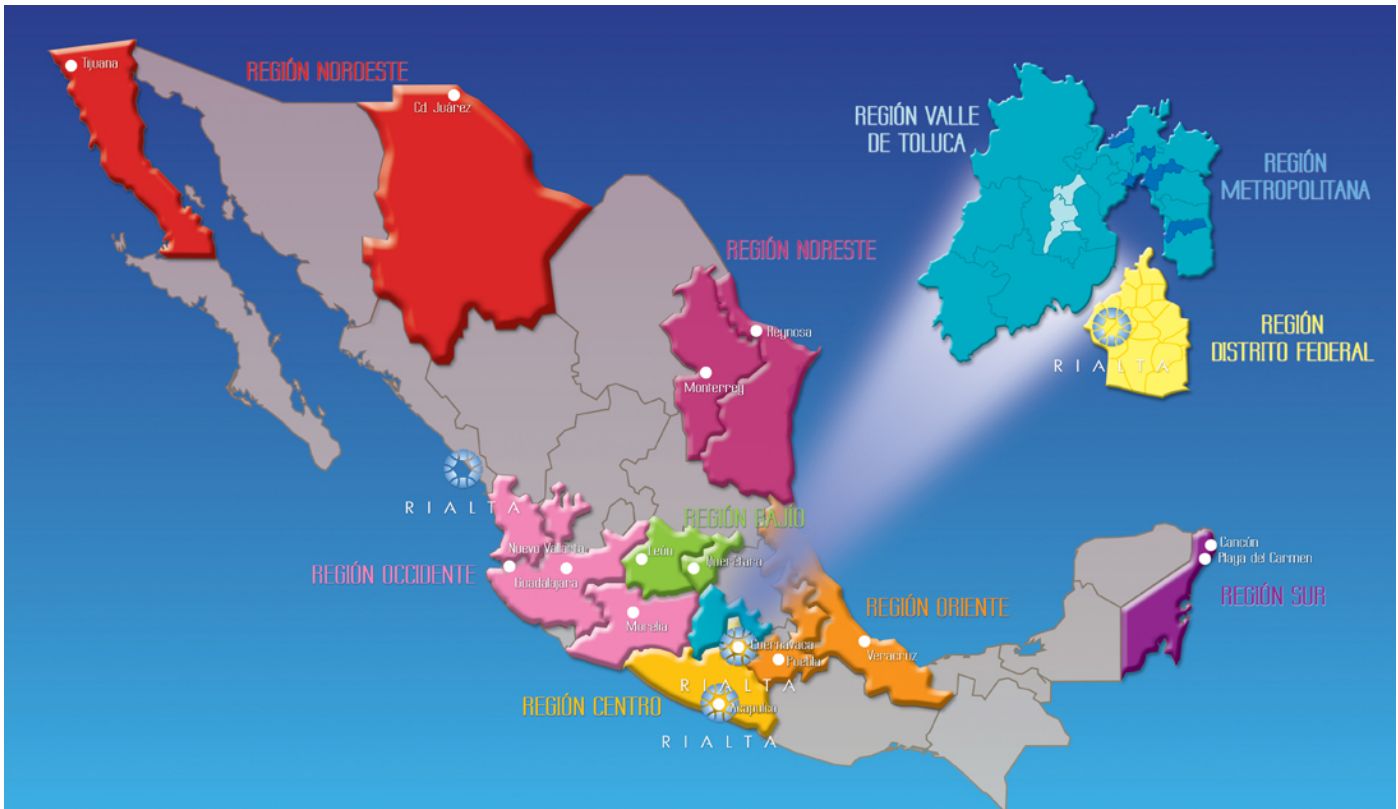 Tijuana
REGIÓN NOROESTE
Cd. Juárez
REGIÓN VALLE
DE TOLUCA
REGIÓN
METROPOLITANA
REGIÓN NORESTE
Reynosa
REGIÓN
DISTRITO FEDERAL
RIALTA
Monterrey
RIALTA
REGIÓN BAJÍO
Nuevo Vallarta
León
Querétaro
Cancún
Playa del Carmen
REGIÓN OCCIDENTE
Guadalajara
REGIÓN SUR
REGIÓN ORIENTE
Morelia
Cuernavaca
Puebla
Veracruz
RIALTA
REGIÓN CENTRO
Acapulco
RIALTA